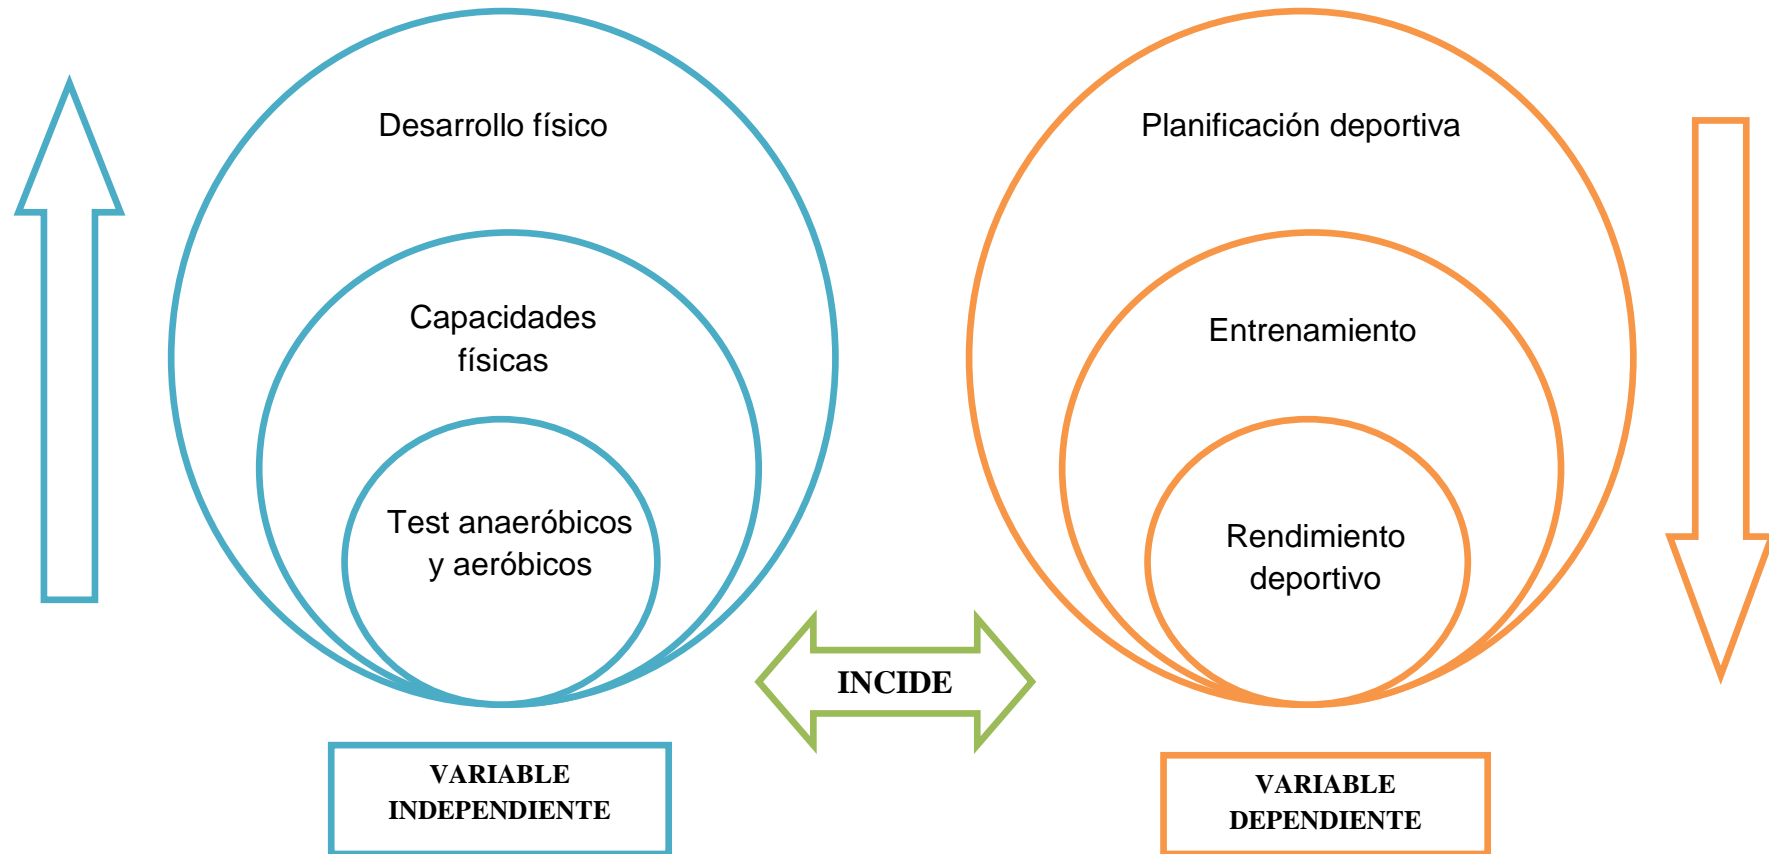 Desarrollo físico
Capacidades
físicas
Test anaeróbicos
y aeróbicos
VARIABLE
INDEPENDIENTE
INCIDE
Planificación deportiva
Entrenamiento
Rendimiento
deportivo
VARIABLE
DEPENDIENTE